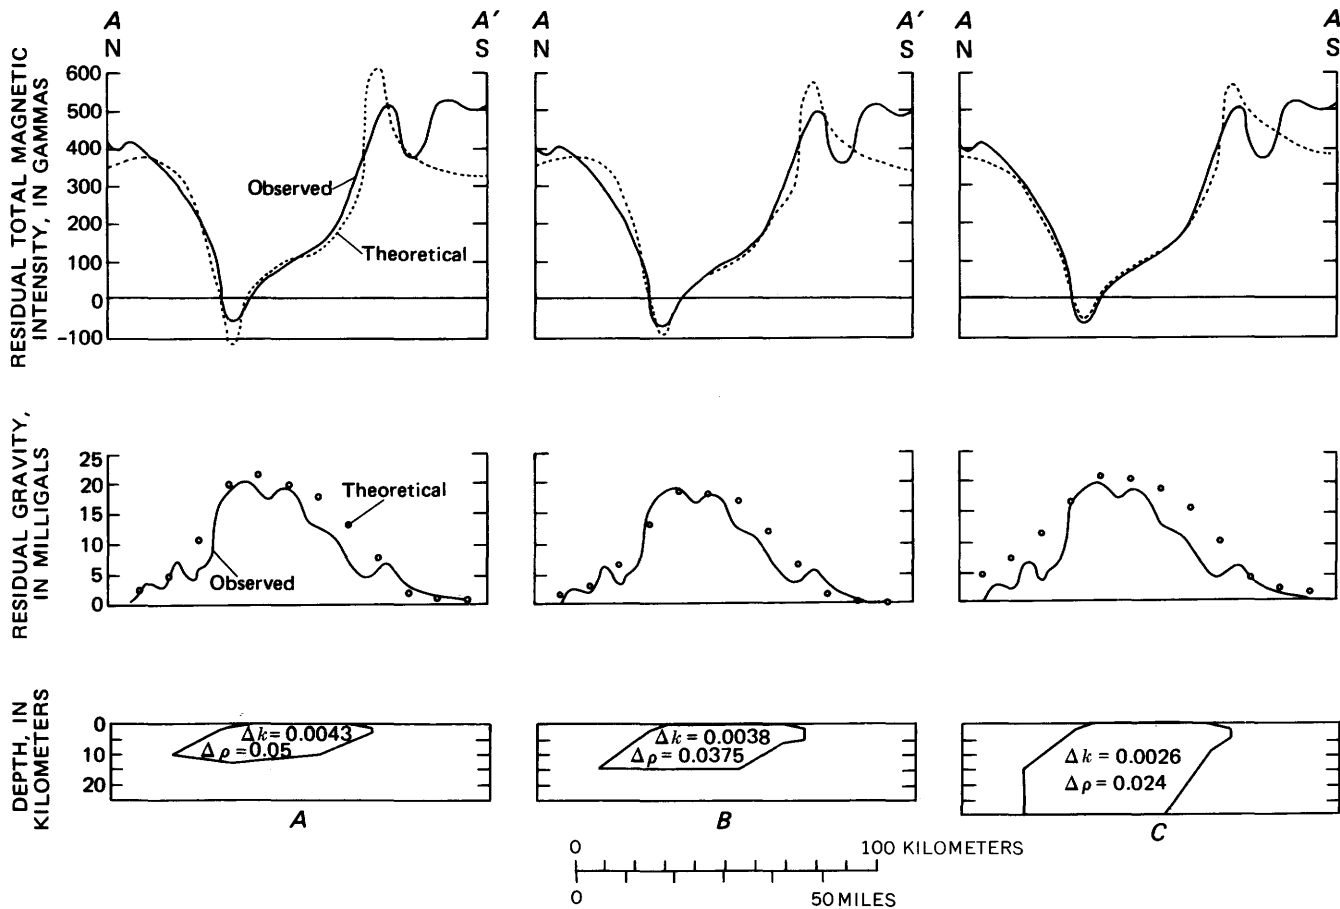 A A′ A A′ A A
N S N S N S
RESIDUAL TOTAL MAGNETIC
INTENSITY, IN GAMMAS
600
500
400
300
200
100
0
-100
Observed
Theoretical
RESIDUAL GRAVITY,
IN MILLIGALS
25
20
15
10
5
0
Theoretical
Observed
DEPTH, IN
KILOMETERS
0
10
20
Δk = 0.0043
Δρ = 0.05
Δk = 0.0038
Δρ = 0.0375
Δk = 0.0026
Δρ = 0.024
A B C
0 100 KILOMETERS
0 50 MILES